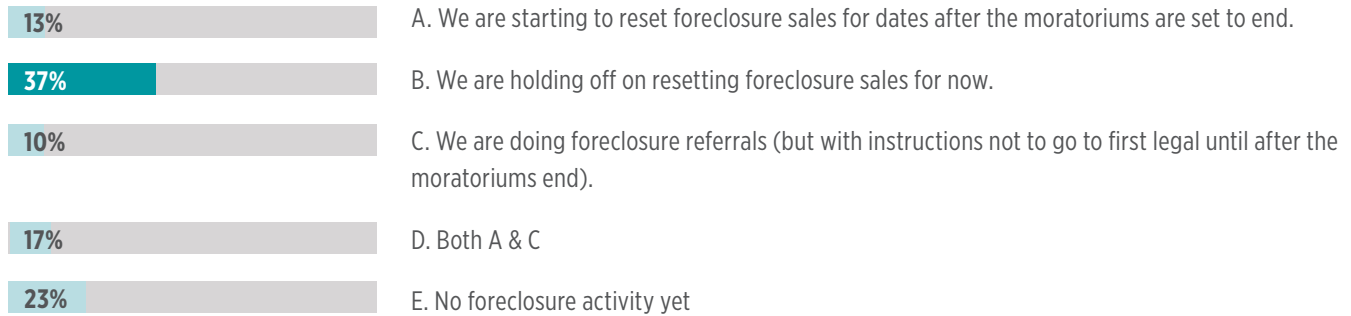 13%
A. We are starting to reset foreclosure sales for dates after the moratoriums are set to end.
37%
B. We are holding off on resetting foreclosure sales for now.
10%
C. We are doing foreclosure referrals (but with instructions not to go to first legal until after the
moratoriums end).
17%
D. Both A & C
23%
E. No foreclosure activity yet